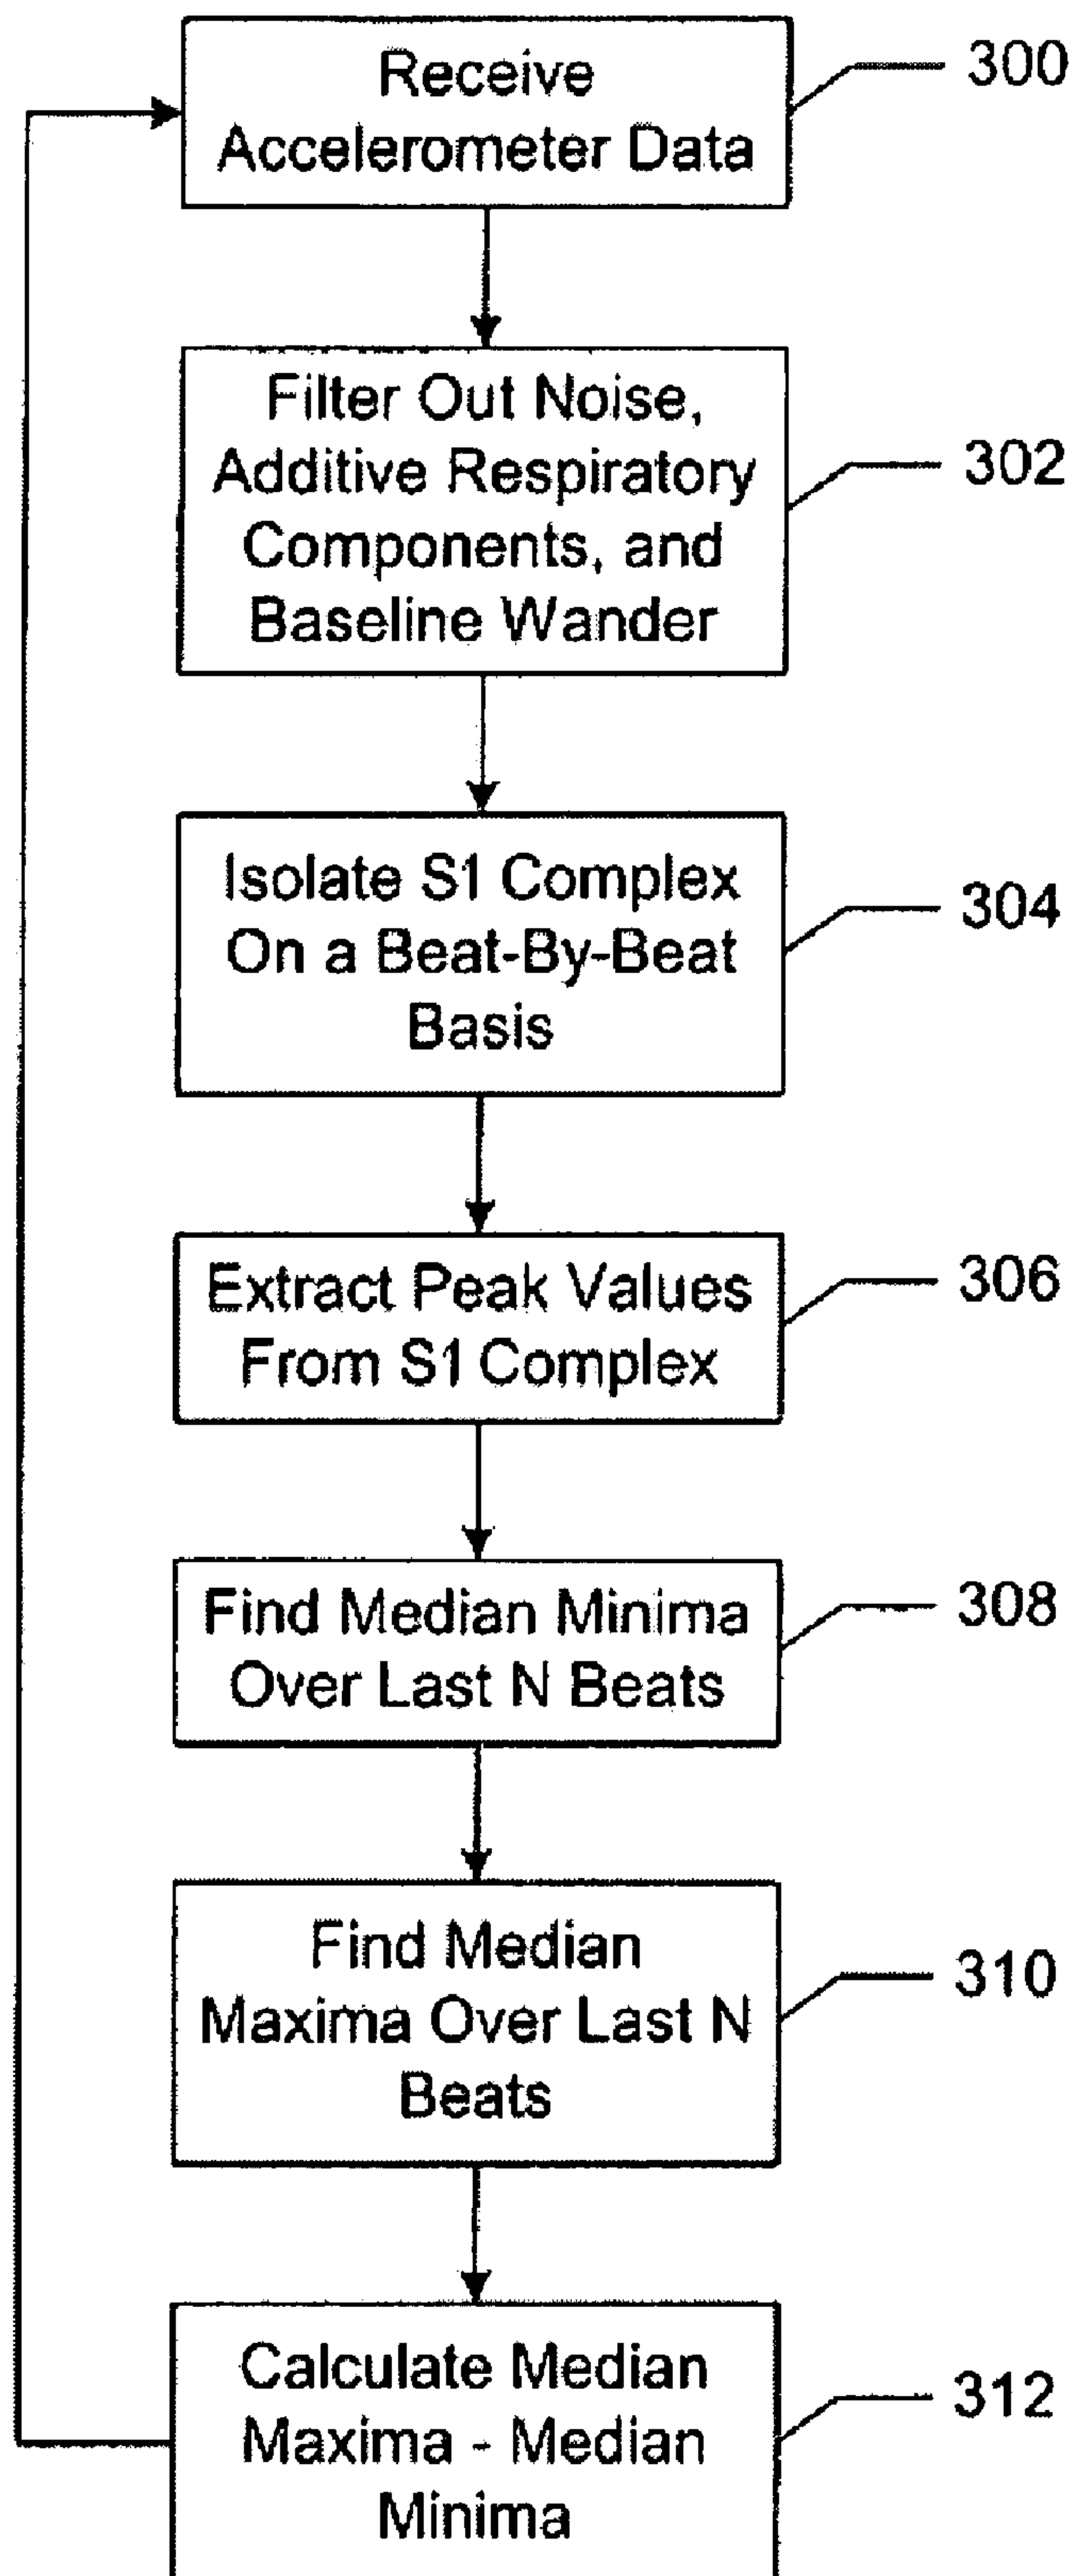 Receive
Accelerometer Data
300
Filter Out Noise,
Additive Respiratory
Components, and
Baseline Wander
302
Isolate S1 Complex
On a Beat-By-Beat
Basis
304
Extract Peak Values
From S1 Complex
306
Find Median Minima
Over Last N Beats
308
Find Median
Maxima Over Last N
Beats
310
Calculate Median
Maxima - Median
Minima
312